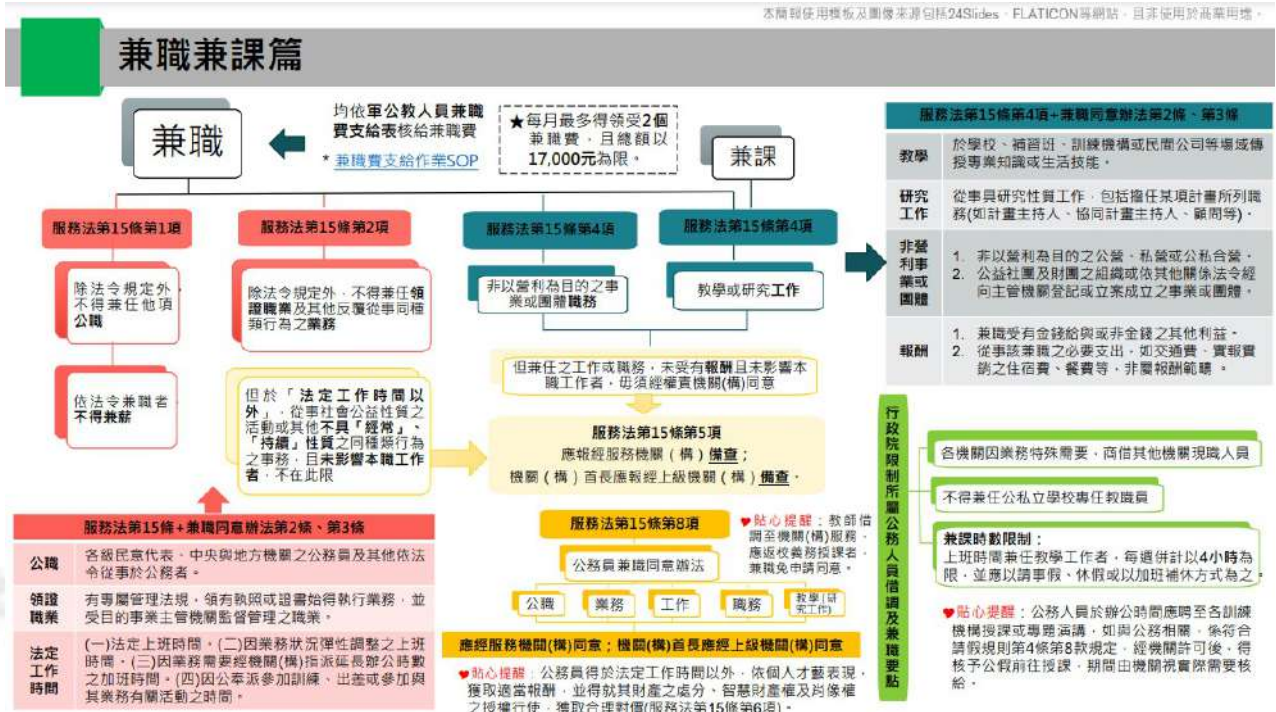 本簡報使用模板及圖像來源包括24Slides、FLATICON等網站，且非使用於商業用途。
兼職兼課篇
兼職
均依軍公教人員兼職
費支給表核給兼職費
* 兼職費支給作業SOP
★每月最多得領受2個
兼職費，且總額以
17,000元為限。
兼課
服務法第15條第1項
除法令規定外，
不得兼任他項
公職
依法令兼職者，
不得兼薪
服務法第15條第2項
除法令規定外，不得兼任領
證職業及其他反覆從事同種
類行為之業務
但於「法定工作時間以
外」，從事社會公益性質之
活動或其他不具「經常」、
「持續」性質之同種類行為
之事務，且未影響本職工作
者，不在此限
服務法第15條第4項
非以營利為目的之事
業或團體職務
服務法第15條第4項
教學或研究工作
但兼任之工作或職務，未受有報酬且未影響本
職工作者，毋須經權責機關(構)同意
服務法第15條第5項
應報經服務機關（構）備查；
機關（構）首長應報經上級機關（構）備查。
服務法第15條第8項
公務員兼職同意辦法
公職
業務
工作
職務
教學(研
究工作)
♥貼心提醒：教師借
調至機關(構)服務，
應返校義務授課者，
兼職免申請同意。
應經服務機關(構)同意；機關(構)首長應經上級機關(構)同意
♥貼心提醒：公務員得於法定工作時間以外，依個人才藝表現，
獲取適當報酬，並得就其財產之處分、智慧財產權及肖像權
之授權行使，獲取合理對價(服務法第15條第6項)。
服務法第15條+兼職同意辦法第2條、第3條
公職
各級民意代表、中央與地方機關之公務員及其他依法
令從事於公務者。
領證
職業
有專屬管理法規，領有執照或證書始得執行業務，並
受目的事業主管機關監督管理之職業。
法定
工作
時間
(一)法定上班時間。(二)因業務狀況彈性調整之上班
時間。(三)因業務需要經機關(構)指派延長辦公時數
之加班時間。(四)因公奉派參加訓練、出差或參加與
其業務有關活動之時間。
服務法第15條第4項+兼職同意辦法第2條、第3條
教學
於學校、補習班、訓練機構或民間公司等場域傳
授專業知識或生活技能。
研究
工作
從事具研究性質工作，包括擔任某項計畫所列職
務(如計畫主持人、協同計畫主持人、顧問等)。
非營
利事
業或
團體
1. 非以營利為目的之公營、私營或公私合營。
2. 公益社團及財團之組織或依其他關係法令經
向主管機關登記或立案成立之事業或團體。
報酬
1. 兼職受有金錢給與或非金錢之其他利益。
2. 從事該兼職之必要支出，如交通費、實報實
銷之住宿費、餐費等，非屬報酬範疇。
行政院限制所屬公務人員借調及兼職要點
各機關因業務特殊需要，商借其他機關現職人員
不得兼任公私立學校專任教職員
兼課時數限制：
上班時間兼任教學工作者，每週併計以4小時為
限，並應以請事假、休假或以加班補休方式為之。
♥貼心提醒：公務人員於辦公時間應聘至各訓練
機構授課或專題演講，如與公務相關，係符合
請假規則第4條第8款規定，經機關許可後，得
核予公假前往授課，期間由機關視實際需要核
給。